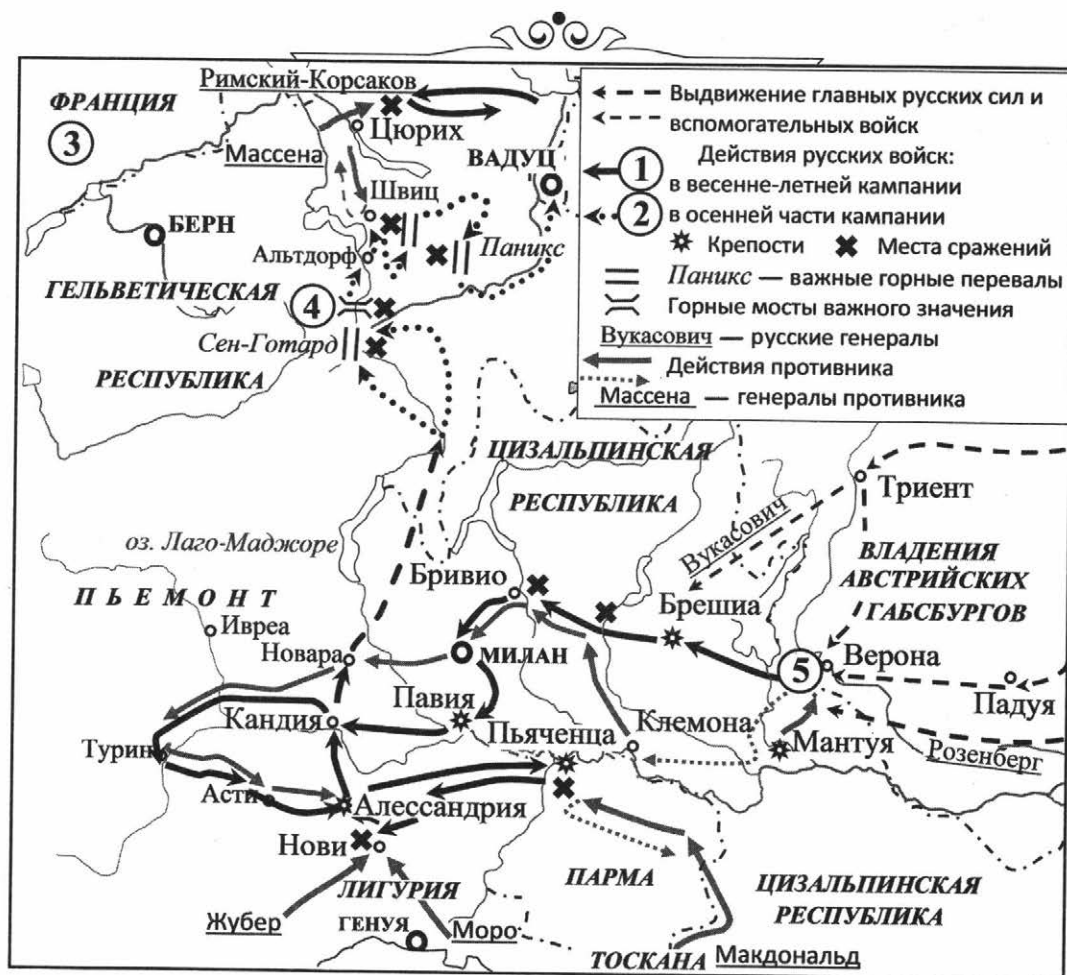 Римский-Корсаков
ФРАНЦИЯ
3
Цюрих
Массена
ВАДУЦ
Швиц
БЕРН
Паникс
Альтдорф
ГЕЛЬВЕТИЧЕСКАЯ
4
Сен-Готард
РЕСПУБЛИКА
Выдвижение главных русских сил и
вспомогательных войск
1 Действия русских войск:
в весенне-летней кампании
2 в осенней части кампании
Крепости Места сражений
Паникс — важные горные перевалы
Горные мосты важного значения
Вукасович — русские генералы
Действия противника
Массена — генералы противника
ЦИЗАЛЬПИНСКАЯ
РЕСПУБЛИКА
Триент
Вукасович
оз. Лаго-Маджоре
ВЛАДЕНИЯ
АВСТРИЙСКИХ
ГАБСБУРГОВ
Бривио
Брешиа
ПЬЕМОНТ
Ивреа
Новара
МИЛАН
5
Верона
Падуя
Павия
Кандия
Пьяченца
Клемона
Мантуя
Розенберг
Турин
Асти
Алессандрия
Нови
ЛИГУРИЯ
ПАРМА
ЦИЗАЛЬПИНСКАЯ
РЕСПУБЛИКА
Жубер
ГЕНУЯ
Моро
ТОСКАНА
Макдональд